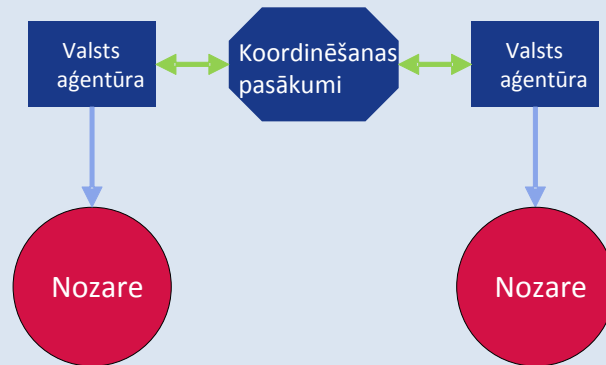 Valsts
aģentūra
Koordinēšanas
pasākumi
Valsts
aģentūra
Nozare
Nozare